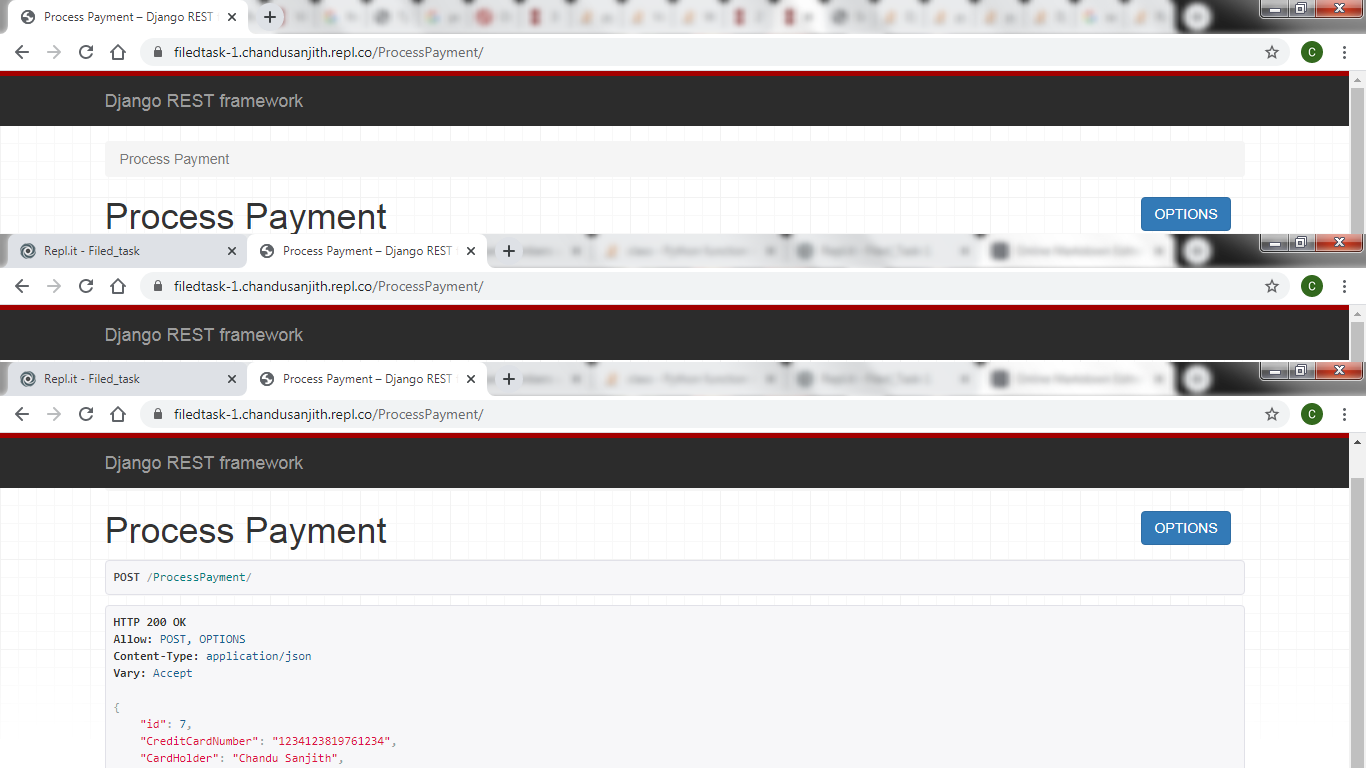 Process Payment – Django REST
filedtask-1.chandusanjith.repl.co/ProcessPayment/
C
Django REST framework
Process Payment
Process Payment
OPTIONS
Repl.it - Filed_task
Process Payment – Django REST
filedtask-1.chandusanjith.repl.co/ProcessPayment/
C
Django REST framework
Repl.it - Filed_task
Process Payment – Django REST
filedtask-1.chandusanjith.repl.co/ProcessPayment/
C
Django REST framework
Process Payment
OPTIONS
POST /ProcessPayment/
HTTP 200 OK
Allow: POST, OPTIONS
Content-Type: application/json
Vary: Accept
{
"id": 7,
"CreditCardNumber": "1234123819761234",
"CardHolder": "Chandu Sanjith",